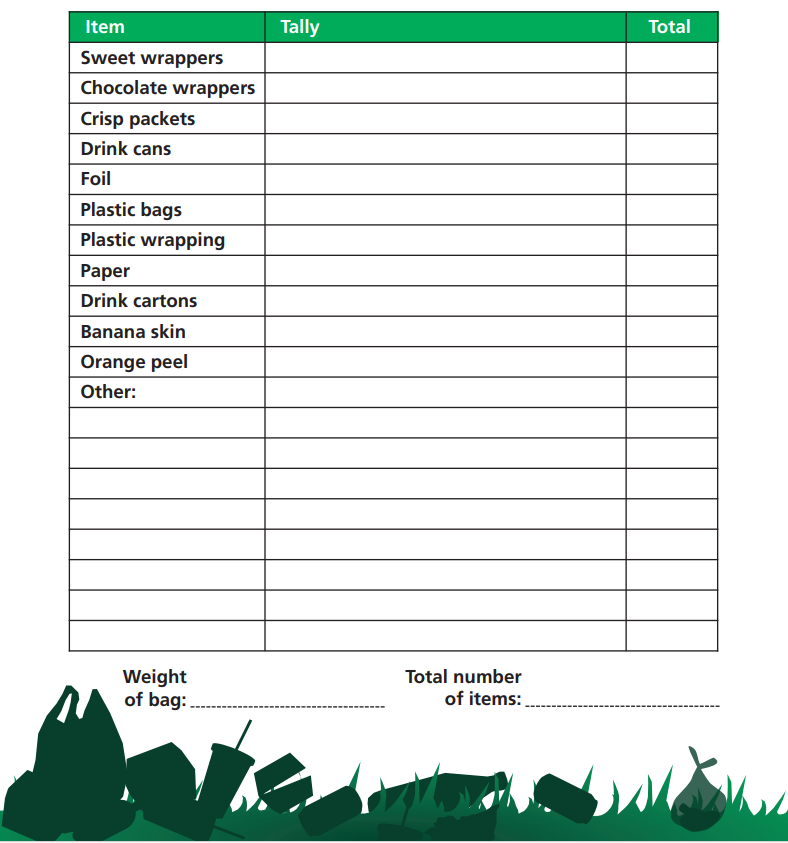 Item Tally Total
Sweet wrappers
Chocolate wrappers
Crisp packets
Drink cans
Foil
Plastic bags
Plastic wrapping
Paper
Drink cartons
Banana skin
Orange peel
Other:
Weight
of bag:
Total number
of items: